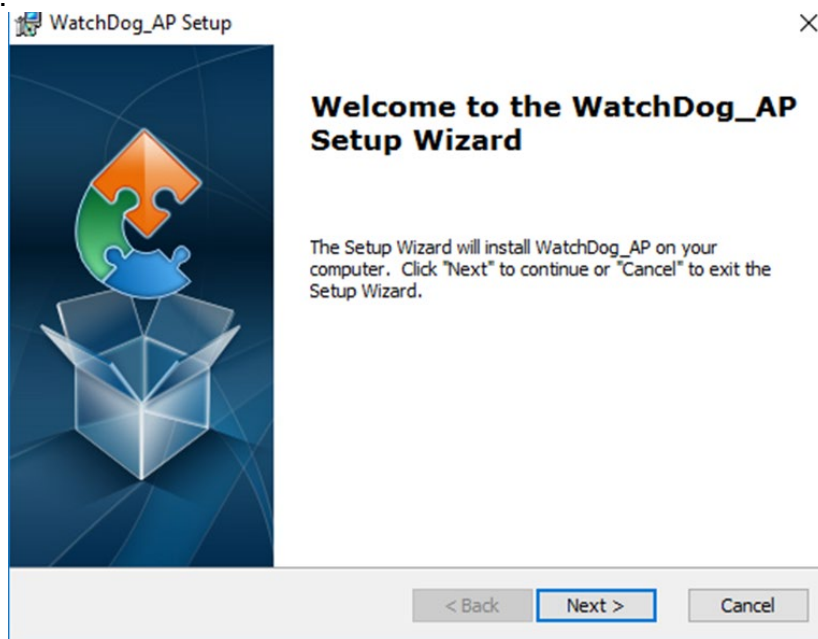 WatchDog_AP Setup
Welcome to the WatchDog_AP
Setup Wizard
The Setup Wizard will install WatchDog_AP on your
computer. Click "Next" to continue or "Cancel" to exit the
Setup Wizard.
< Back Next > Cancel